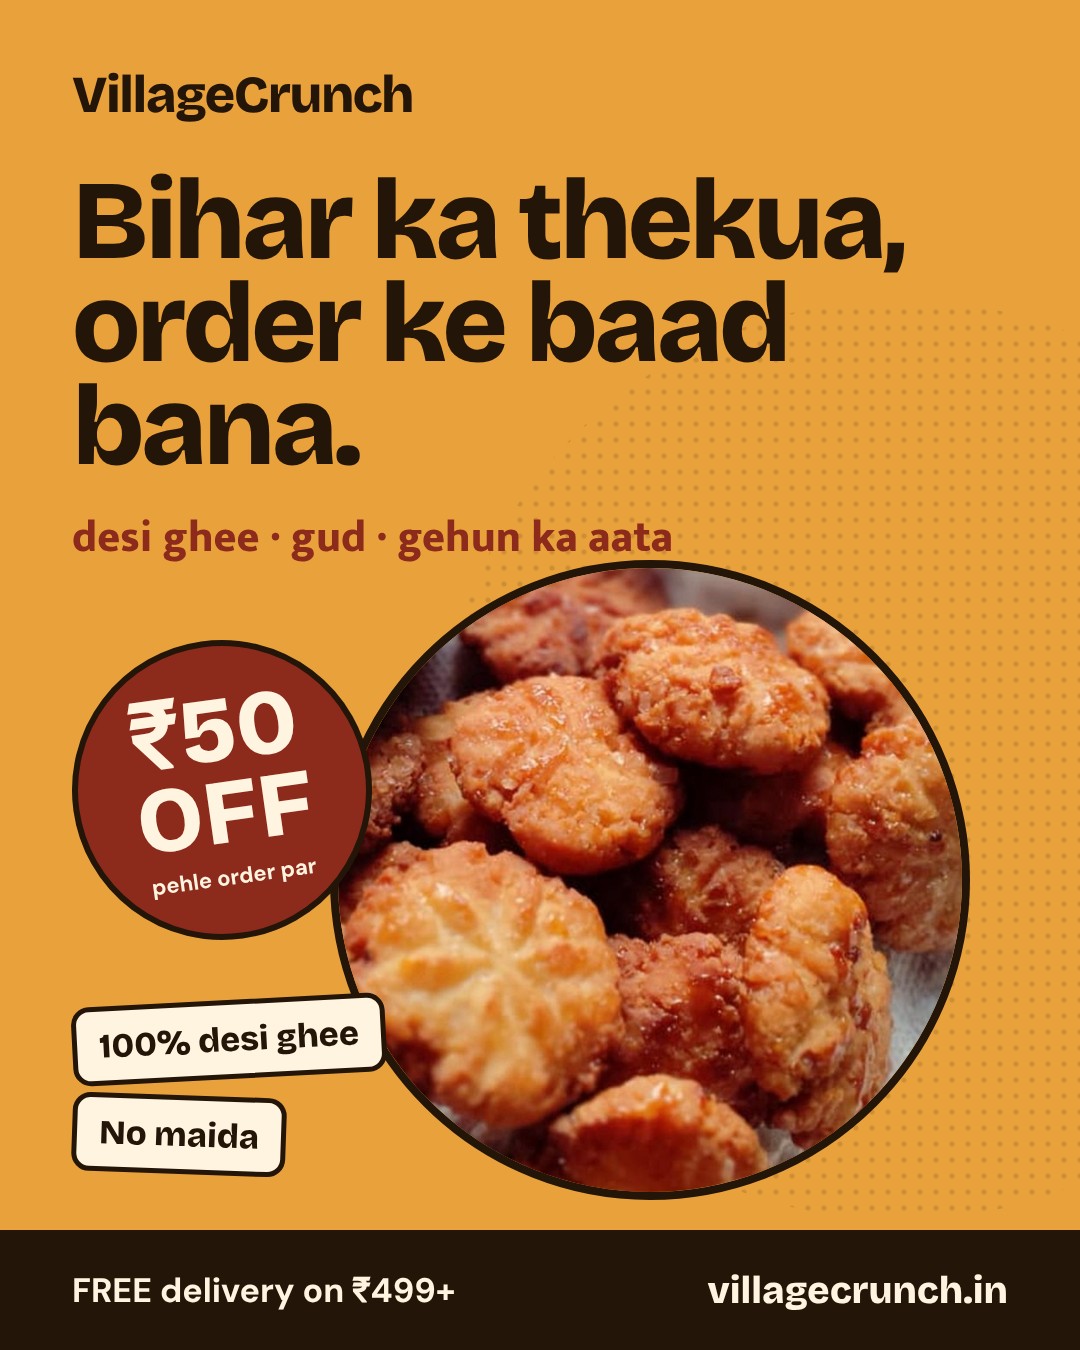 VillageCrunch
Bihar ka thekua,
order ke baad
bana.
desi ghee · gud · gehun ka aata
₹50
OFF
pehle order par
100% desi ghee
No maida
FREE delivery on ₹499+
villagecrunch.in